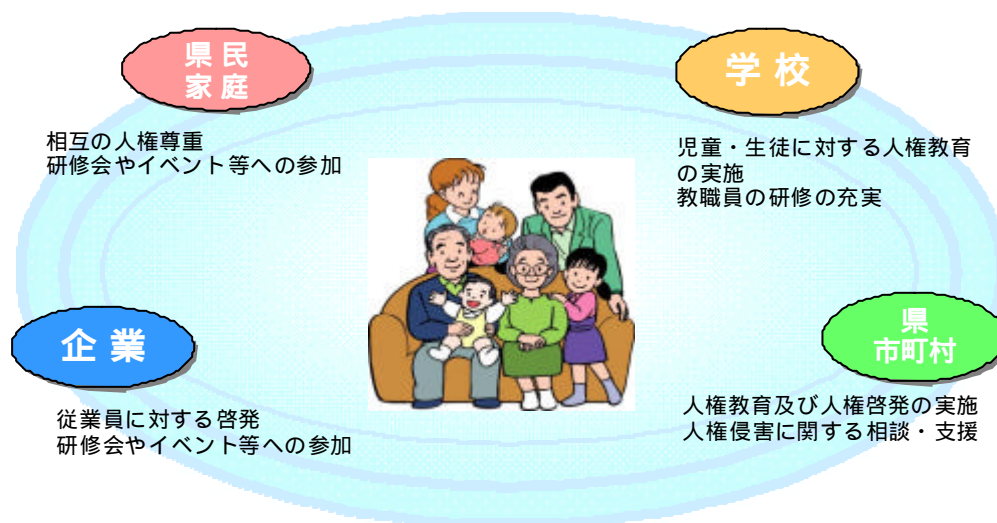 県民
家庭
相互の人権尊重
研修会やイベント等への参加
学校
児童・生徒に対する人権教育
の実施
教職員の研修の充実
企業
従業員に対する啓発
研修会やイベント等への参加
県
市町村
人権教育及び人権啓発の実施
人権侵害に関する相談・支援